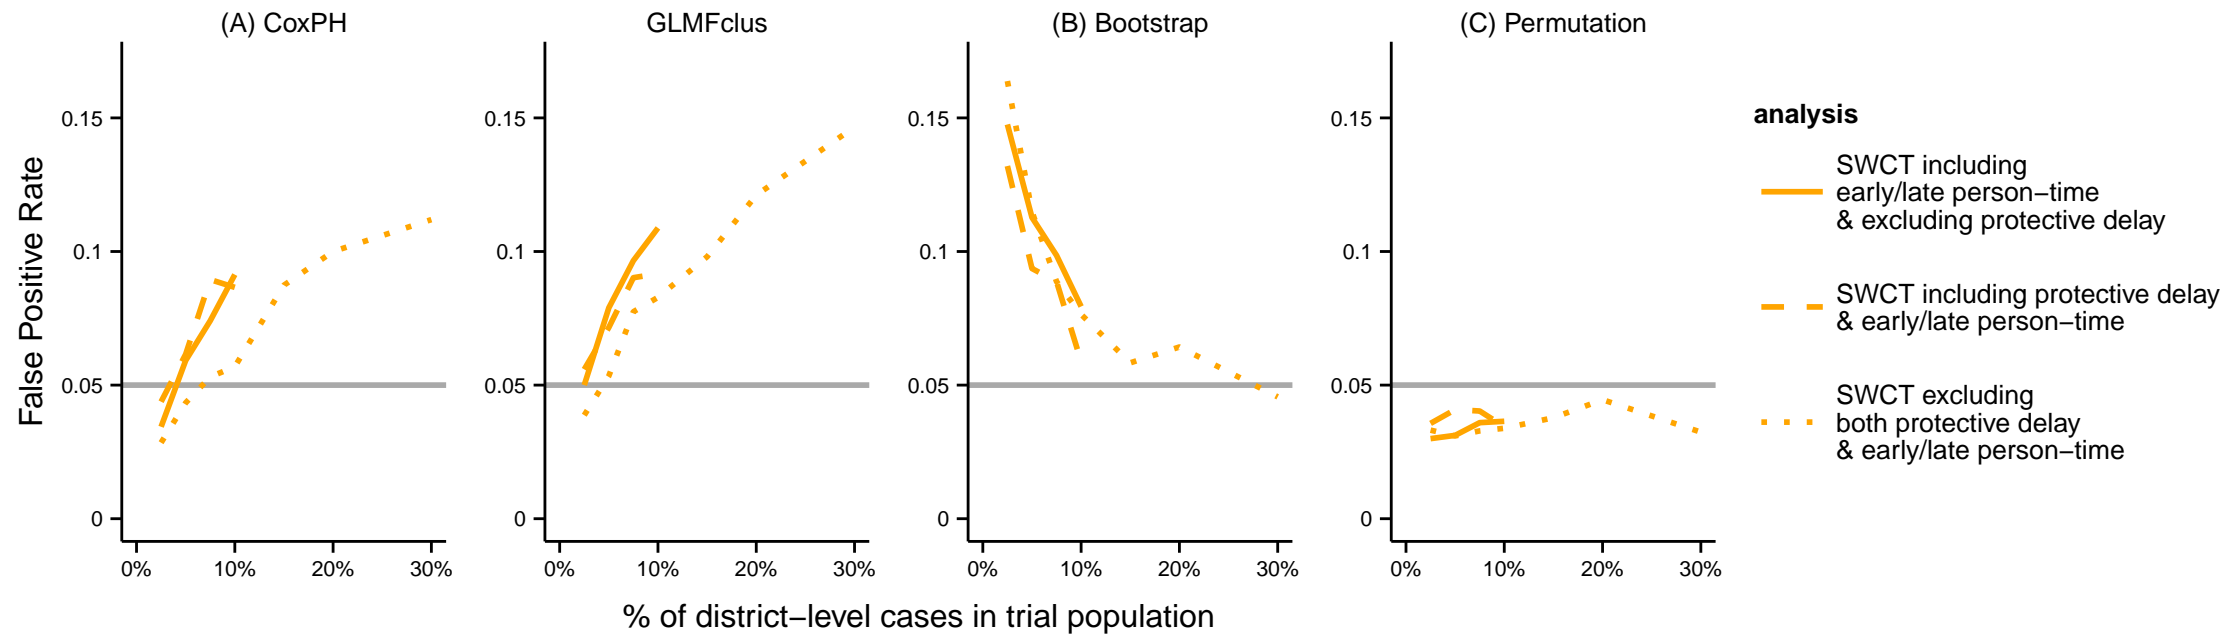 (A) CoxPH
GLMFclus
(B) Bootstrap
(C) Permutation
False Positive Rate
0.15
0.1
0.05
0
0.15
0.1
0.05
0
0.15
0.1
0.05
0
0.15
0.1
0.05
0
0% 10% 20% 30%
0% 10% 20% 30%
0% 10% 20% 30%
0% 10% 20% 30%
% of district−level cases in trial population
analysis
SWCT including
early/late person−time
& excluding protective delay
SWCT including protective delay
& early/late person−time
SWCT excluding
both protective delay
& early/late person−time